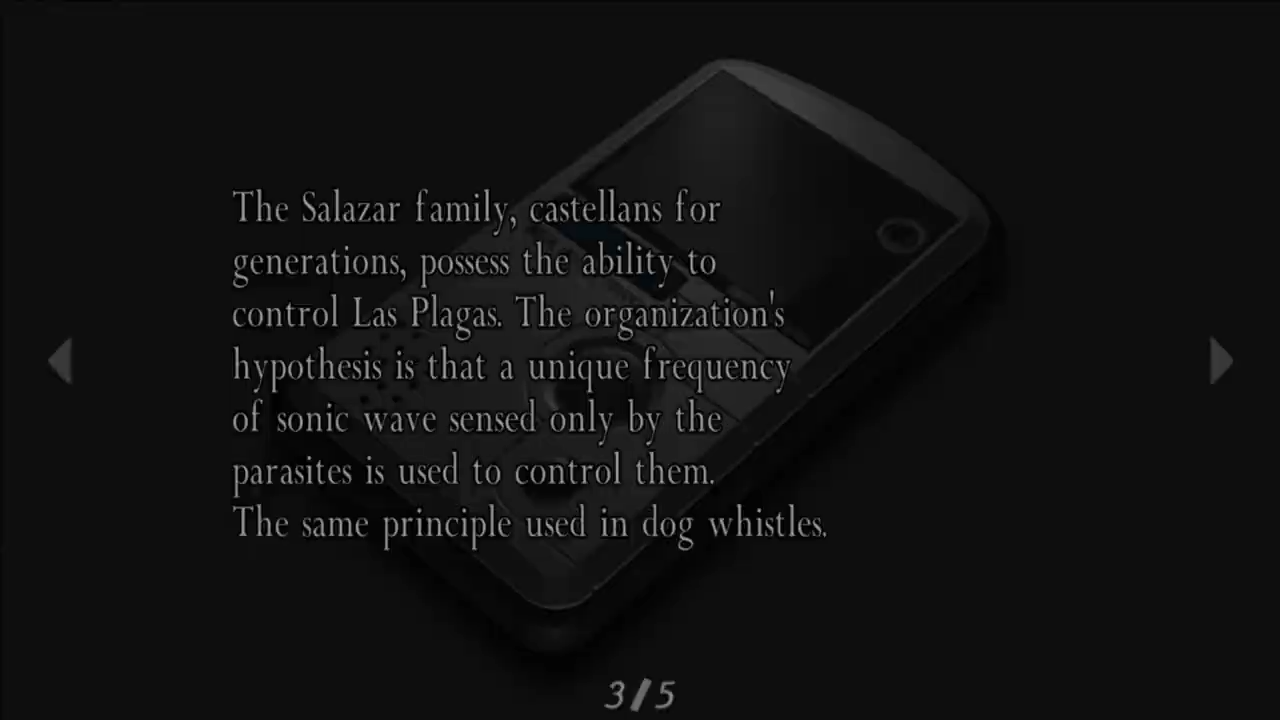 The Salazar family, castellans for
generations, possess the ability to
control Las Plagas. The organization's
hypothesis is that a unique frequency
of sonic wave sensed only by the
parasites is used to control them.
The same principle used in dog whistles.
3/5